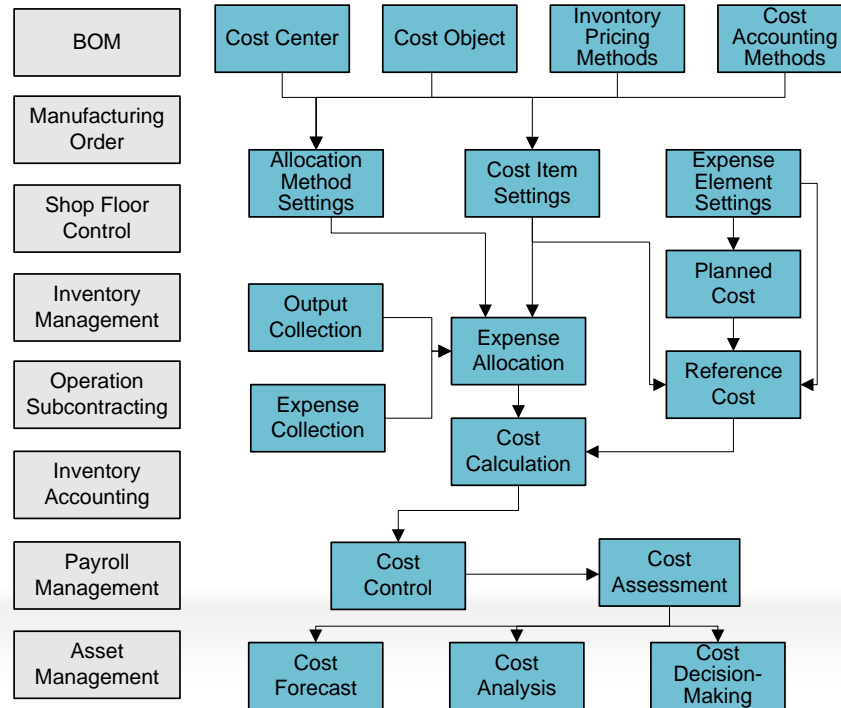 BOM
Cost Center
Cost Object
Invontory
Pricing
Methods
Cost
Accounting
Methods
Manufacturing
Order
Allocation
Method
Settings
Cost Item
Settings
Expense
Element
Settings
Shop Floor
Control
Planned
Cost
Inventory
Management
Output
Collection
Expense
Allocation
Reference
Cost
Operation
Subcontracting
Expense
Collection
Cost
Calculation
Inventory
Accounting
Payroll
Management
Cost
Control
Cost
Assessment
Asset
Management
Cost
Forecast
Cost
Analysis
Cost
Decision-
Making